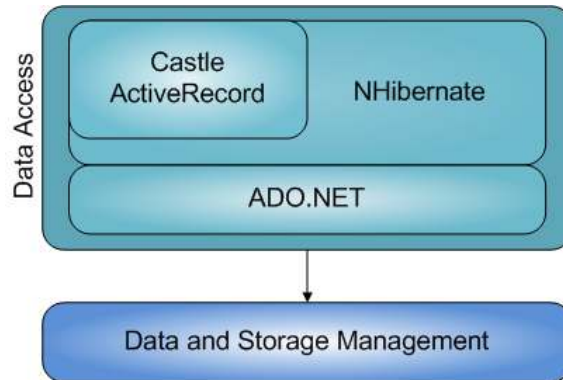 Data Access
Castle
ActiveRecord
NHibernate
ADO.NET
Data and Storage Management